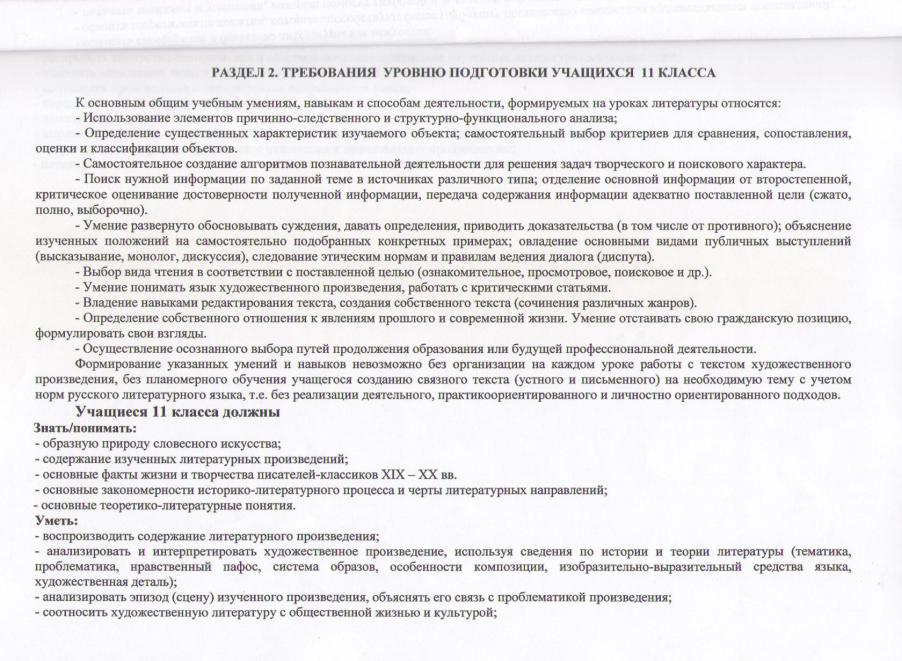 РАЗДЕЛ 2. ТРЕБОВАНИЯ УРОВНЮ ПОДГОТОВКИ УЧАЩИХСЯ 11 КЛАССА
К основным общим учебным умениям, навыкам и способам деятельности, формируемых на уроках литературы относятся:
- Использование элементов причинно-следственного и структурно-функционального анализа;
- Определение существенных характеристик изучаемого объекта; самостоятельный выбор критериев для сравнения, сопоставления,
оценки и классификации объектов.
- Самостоятельное создание алгоритмов познавательной деятельности для решения задач творческого и поискового характера.
- Поиск нужной информации по заданной теме в источниках различного типа; отделение основной информации от второстепенной,
критическое оценивание достоверности полученной информации, передача содержания информации адекватно поставленной цели (сжато,
полно, выборочно).
- Умение развернуто обосновывать суждения, давать определения, приводить доказательства (в том числе от противного); объяснение
изученных положений на самостоятельно подобранных конкретных примерах; овладение основными видами публичных выступлений
(высказывание, монолог, дискуссия), следование этическим нормам и правилам ведения диалога (диспута).
- Выбор вида чтения в соответствии с поставленной целью (ознакомительное, просмотровое, поисковое и др.).
- Умение понимать язык художественного произведения, работать с критическими статьями.
- Владение навыками редактирования текста, создания собственного текста (сочинения различных жанров).
- Определение собственного отношения к явлениям прошлого и современной жизни. Умение отстаивать свою гражданскую позицию,
формулировать свои взгляды.
- Осуществление осознанного выбора путей продолжения образования или будущей профессиональной деятельности.
Формирование указанных умений и навыков невозможно без организации на каждом уроке работы с текстом художественного
произведения, без планомерного обучения учащегося созданию связного текста (устного и письменного) на необходимую тему с учетом
норм русского литературного языка, т.е. без реализации деятельного, практикоориентированного и личностно ориентированного подходов.
Учащиеся 11 класса должны
Знать/понимать:
- образную природу словесного искусства;
- содержание изученных литературных произведений;
- основные факты жизни и творчества писателей-классиков XIX – XX вв.
- основные закономерности историко-литературного процесса и черты литературных направлений;
- основные теоретико-литературные понятия.
Уметь:
- воспроизводить содержание литературного произведения;
- анализировать и интерпретировать художественное произведение, используя сведения по истории и теории литературы (тематика,
проблематика, нравственный пафос, система образов, особенности композиции, изобразительно-выразительный средства языка,
художественная деталь);
- анализировать эпизод (сцену) изученного произведения, объяснять его связь с проблематикой произведения;
- соотносить художественную литературу с общественной жизнью и культурой;